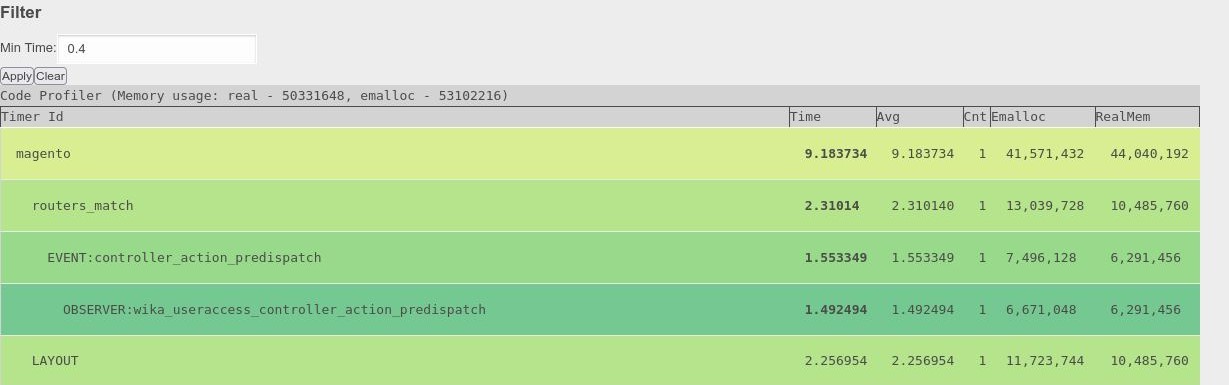 Filter
Min Time: 0.4
Apply Clear
Code Profiler (Memory usage: real - 50331648, emalloc - 53102216)
Timer Id Time Avg Cnt Emalloc RealMem
magento 9.183734 9.183734 1 41,571,432 44,040,192
routers_match 2.31014 2.310140 1 13,039,728 10,485,760
EVENT:controller_action_predispatch 1.553349 1.553349 1 7,496,128 6,291,456
OBSERVER:wika_useraccess_controller_action_predispatch 1.492494 1.492494 1 6,671,048 6,291,456
LAYOUT 2.256954 2.256954 1 11,723,744 10,485,760